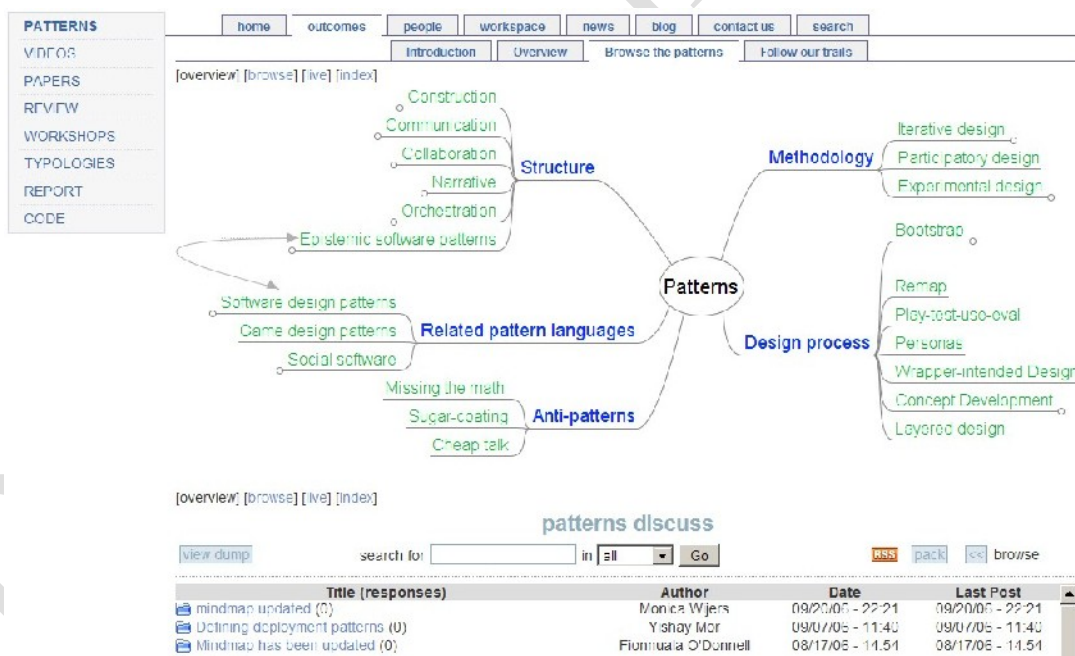 PATTERNS
VIDEOS
PAPERS
REVIEW
WORKSHOPS
TYPOLOGIES
REPORT
CODE
home outcomes people workspace news blog contact us search
Introduction Overview Browse the patterns Follow our trails
[overview] [browse] [live] [index]
Construction
Communication
Collaboration
Narrative
Orchestration
Epistemic software patterns
Structure
Software design patterns
Game design patterns
Social software
Related pattern languages
Missing the math
Sugar-coating
Cheap talk
Anti-patterns
Patterns
Methodology
Iterative design
Participatory design
Experimental design
Design process
Bootstrap
Remap
Play-test-use-eval
Personas
Wrapper-intended Design
Concept Development
Layered design
[overview] [browse] [live] [index]
patterns discuss
view dump search for in all Go RSS pack << browse
Title (responses) Author Date Last Post
mindmap updated (0) Monica Wijers 09/20/06 - 22:21 09/20/06 - 22:21
Defining deployment patterns (0) Yishay Mor 09/07/06 - 11:40 09/07/06 - 11:40
Mindmap has been updated (0) Fionnuala O'Donnell 08/17/06 - 14:54 08/17/06 - 14:54